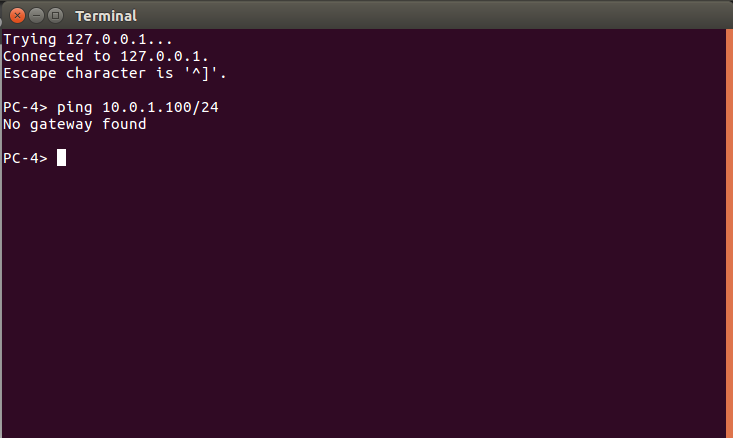 Terminal
Trying 127.0.0.1...
Connected to 127.0.0.1.
Escape character is '^]'.
PC-4> ping 10.0.1.100/24
No gateway found
PC-4>